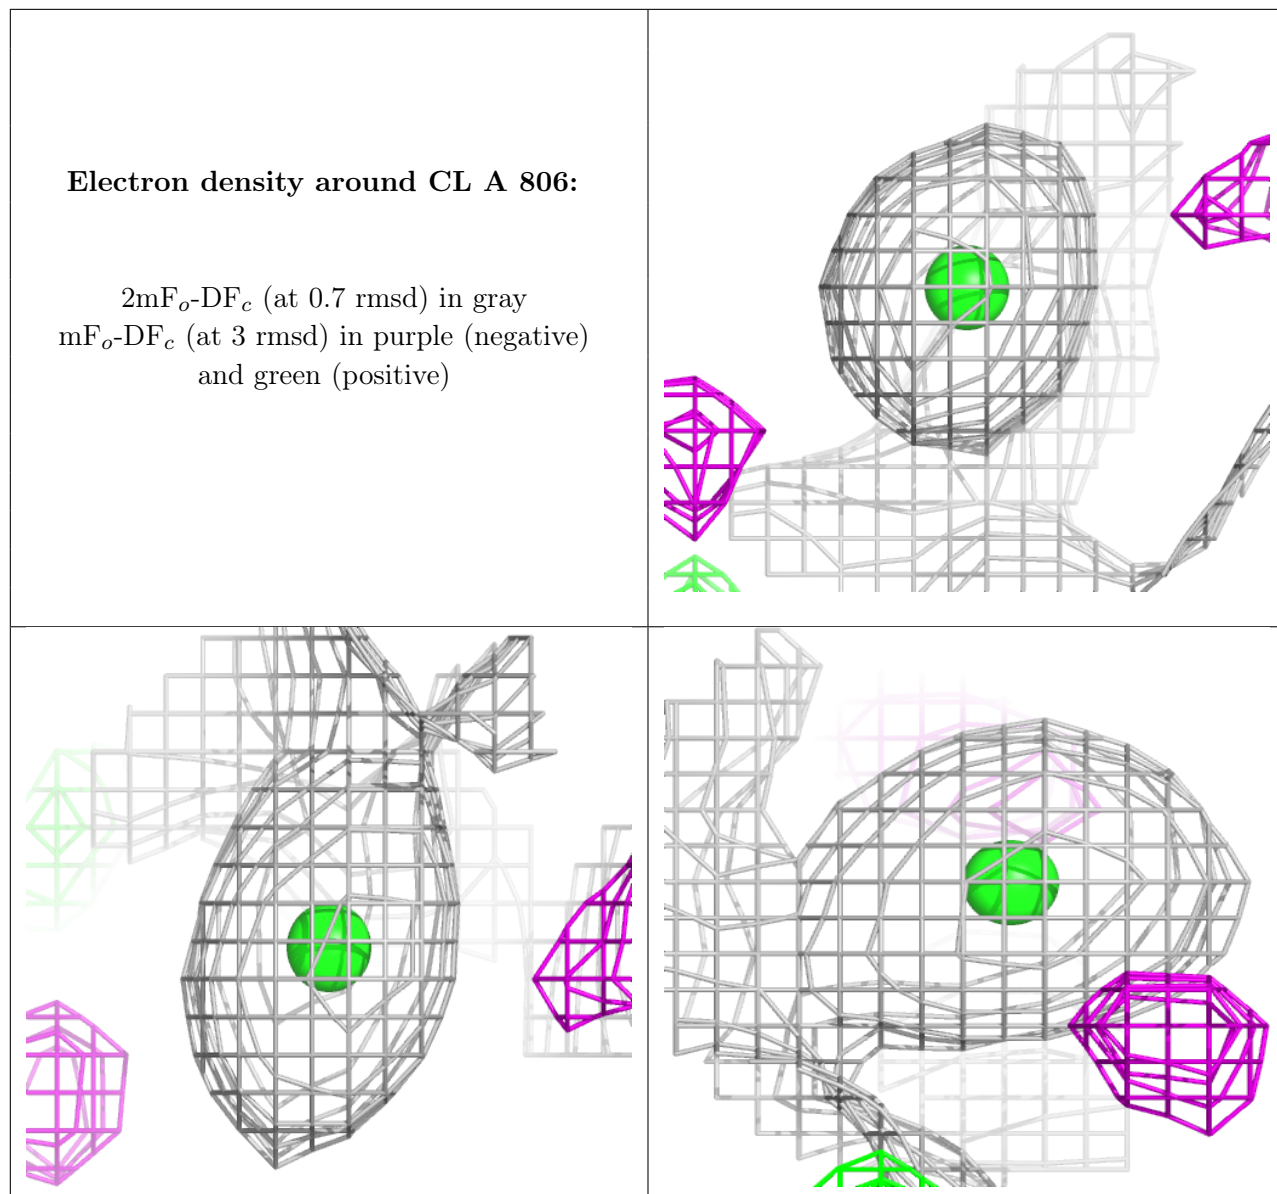 Electron density around CL A 806:
2mFo-DFc (at 0.7 rmsd) in gray
mFo-DFc (at 3 rmsd) in purple (negative)
and green (positive)